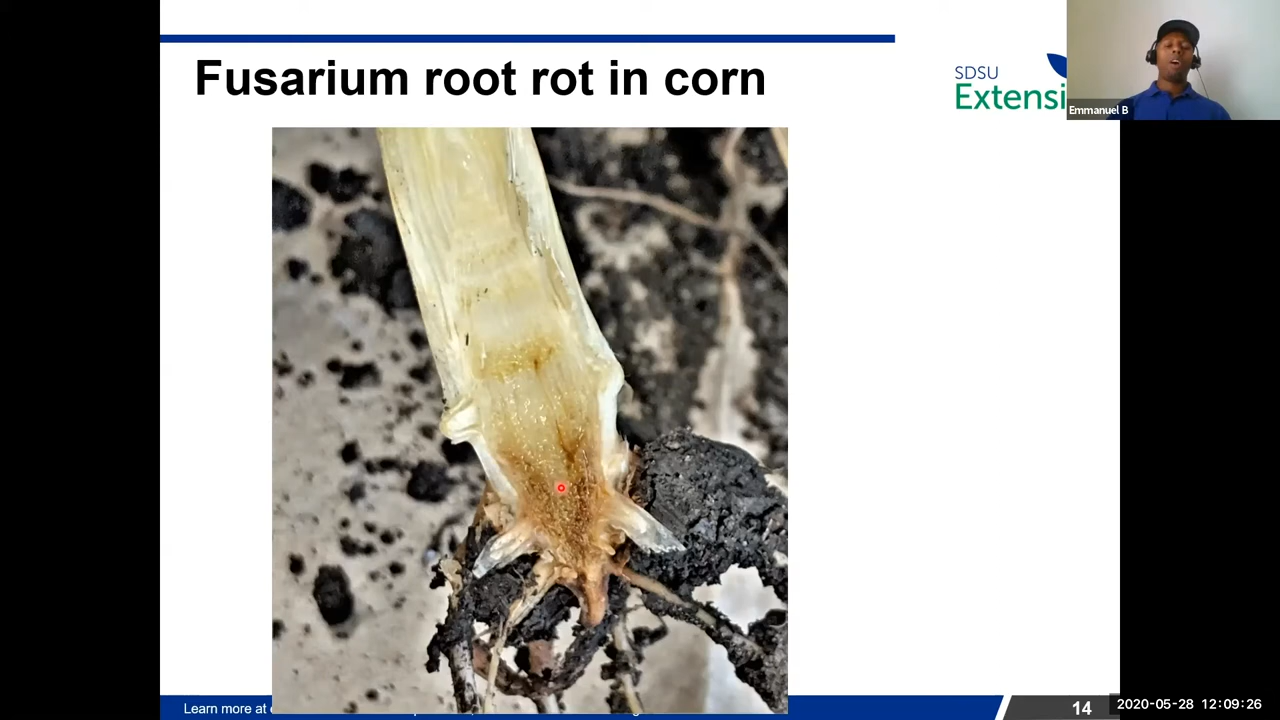 Fusarium root rot in corn
SDSU
Extensi
Emmanuel B
Learn more at
14
2020-05-28 12:09:26